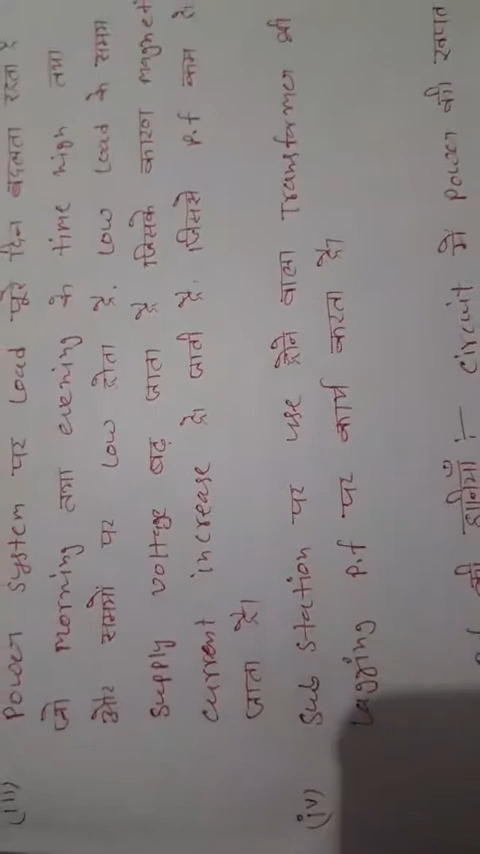 (iii) Power system पर Load पूरे दिन बदलता रहता है
जो morning तथा evening के time high तथा
और समयों पर Low होता है. Low Load के समय
supply voltage बढ़ जाता है जिसके कारण magnet
current increase हो जाती है. जिससे P.f कम हो
जाता है।
(iv) Sub station पर use होने वाला Transformer भी
Lagging P.f पर कार्य करता है।
की हानियाँ :- circuit में Power की खपत